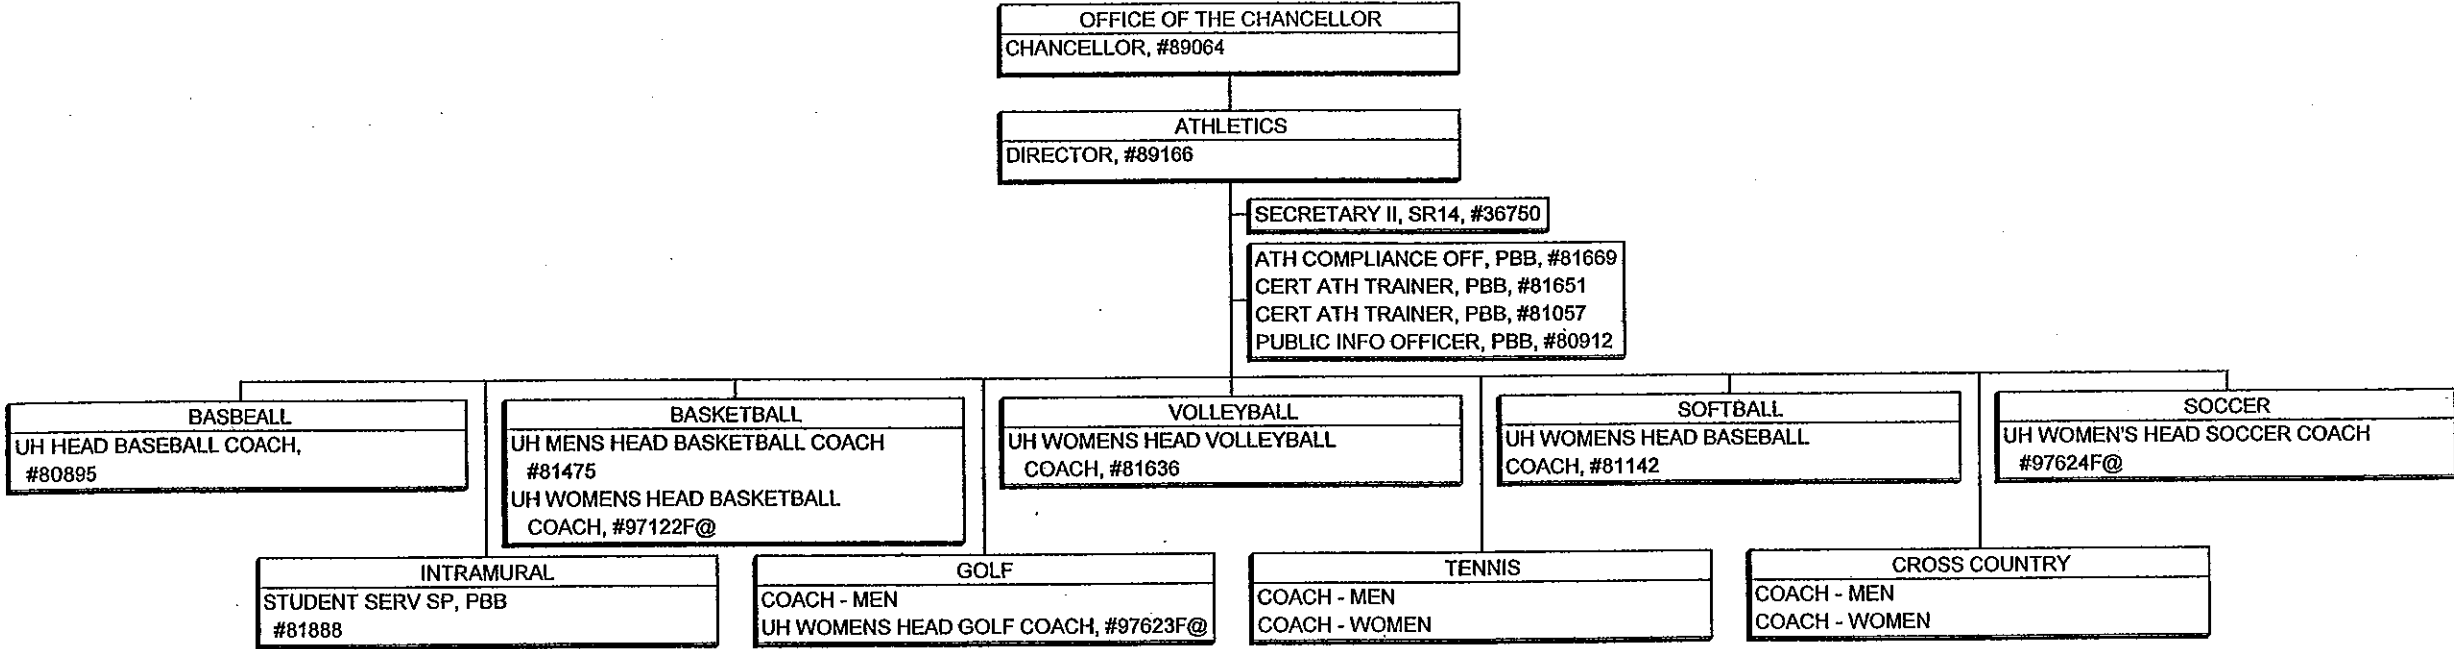 OFFICE OF THE CHANCELLOR
CHANCELLOR, #89064
ATHLETICS
DIRECTOR, #89166
SECRETARY II, SR14, #36750
ATH COMPLIANCE OFF, PBB, #81669
CERT ATH TRAINER, PBB, #81651
CERT ATH TRAINER, PBB, #81057
PUBLIC INFO OFFICER, PBB, #80912
BASBEALL
UH HEAD BASEBALL COACH,
#80895
BASKETBALL
UH MENS HEAD BASKETBALL COACH
#81475
UH WOMENS HEAD BASKETBALL
COACH, #97122F@
VOLLEYBALL
UH WOMENS HEAD VOLLEYBALL
COACH, #81636
SOFTBALL
UH WOMENS HEAD BASEBALL
COACH, #81142
SOCCER
UH WOMEN'S HEAD SOCCER COACH
#97624F@
INTRAMURAL
STUDENT SERV SP, PBB
#81888
GOLF
COACH - MEN
UH WOMENS HEAD GOLF COACH, #97623F@
TENNIS
COACH - MEN
COACH - WOMEN
CROSS COUNTRY
COACH - MEN
COACH - WOMEN